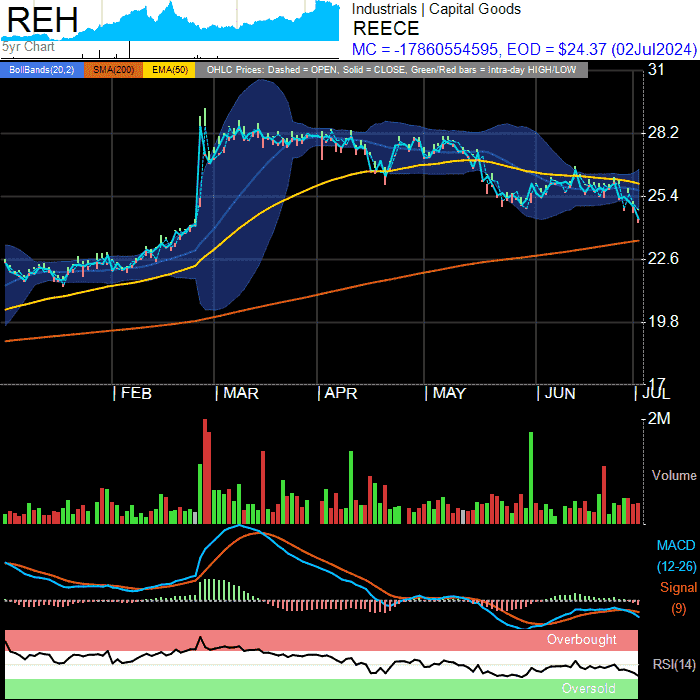 REH
5yr Chart
Industrials | Capital Goods
REECE
MC = -17860554595, EOD = $24.37 (02Jul2024)
BollBands(20,2) SMA(200) EMA(50) OHLC Prices: Dashed = OPEN, Solid = CLOSE, Green/Red bars = Intra-day HIGH/LOW
31
28.2
25.4
22.6
19.8
17
FEB MAR APR MAY JUN JUL
2M
Volume
MACD
(12-26)
Signal
(9)
Overbought
RSI(14)
Oversold